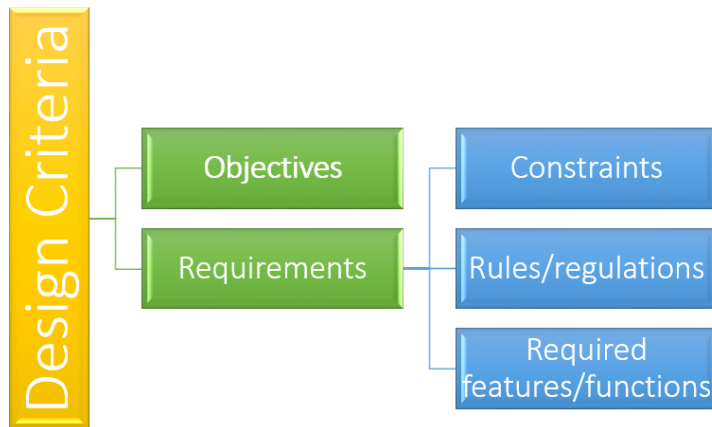 Design Criteria
Objectives
Requirements
Constraints
Rules/regulations
Required
features/functions